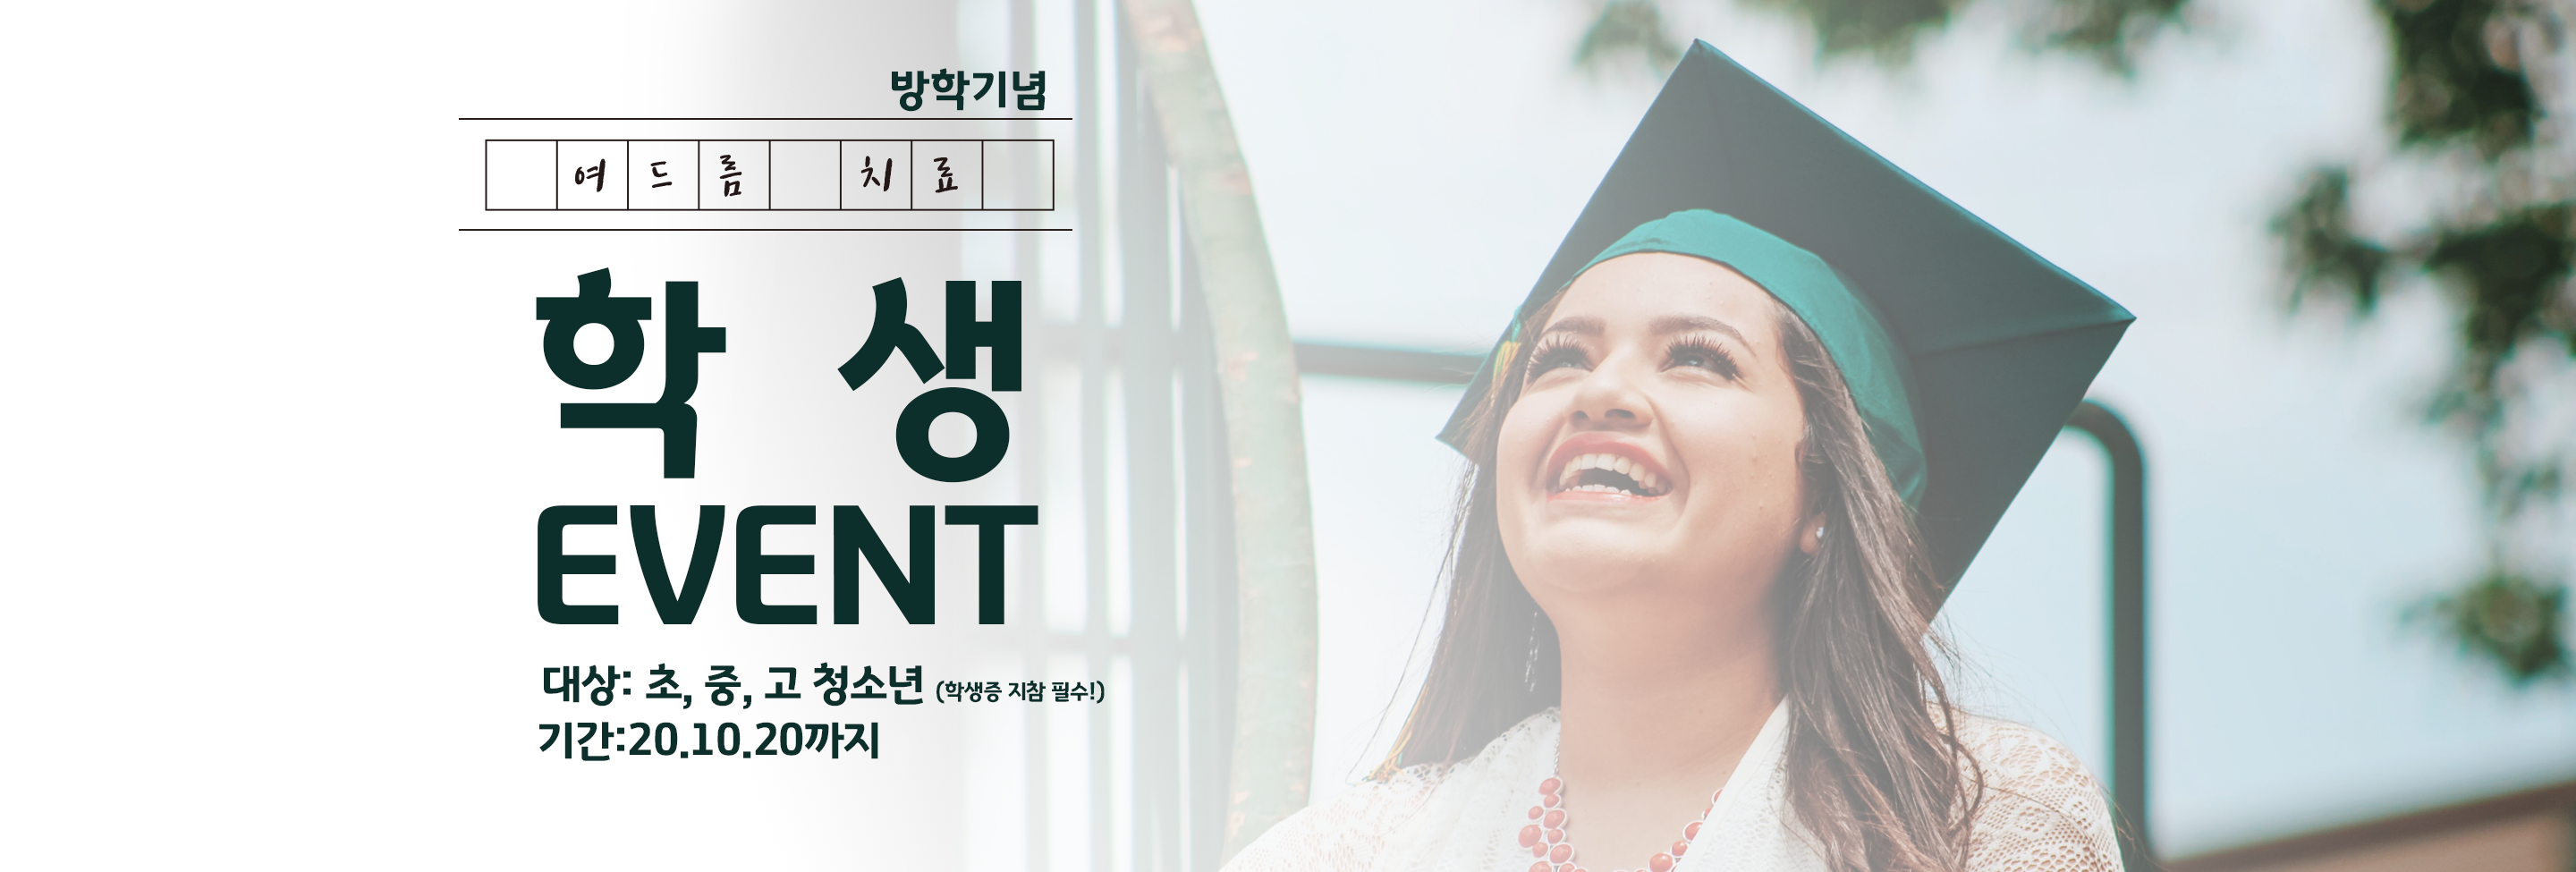 방학기념
여드름 치료
학생
EVENT
대상: 초, 중, 고 청소년 (학생증 지참 필수!)
기간:20.10.20까지